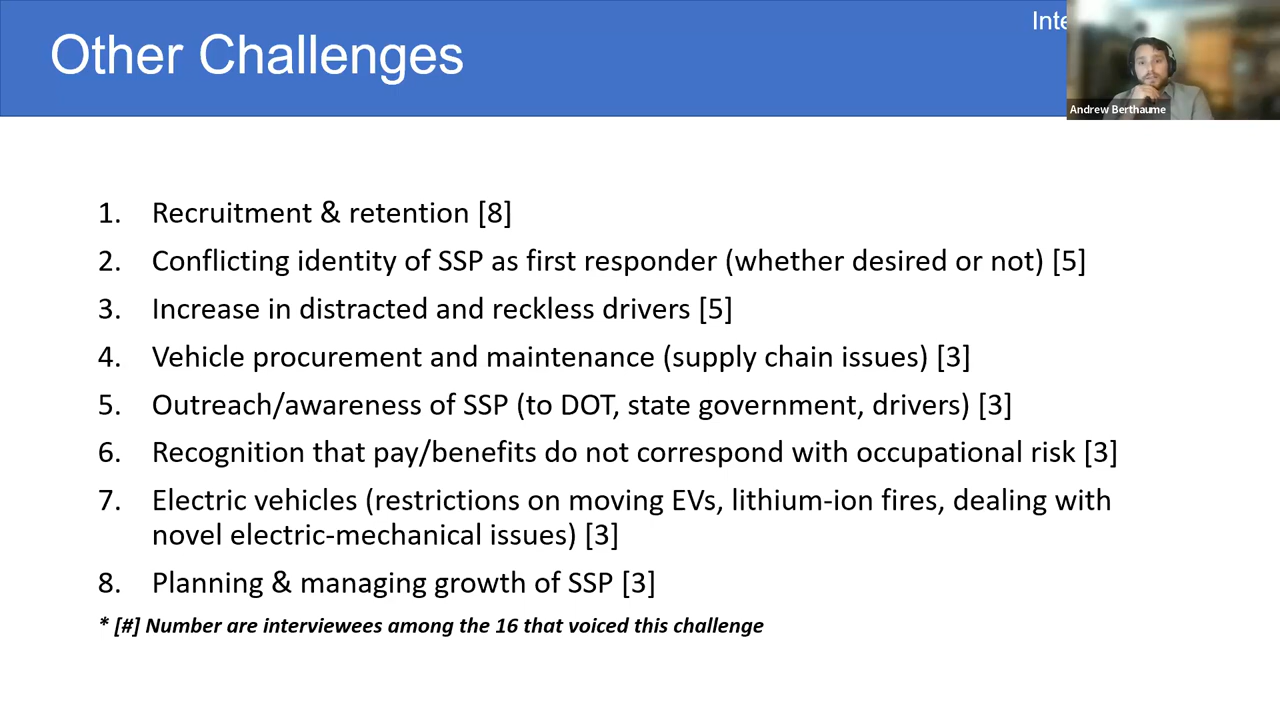 Other Challenges
Andrew Berthaume
1. Recruitment & retention [8]
2. Conflicting identity of SSP as first responder (whether desired or not) [5]
3. Increase in distracted and reckless drivers [5]
4. Vehicle procurement and maintenance (supply chain issues) [3]
5. Outreach/awareness of SSP (to DOT, state government, drivers) [3]
6. Recognition that pay/benefits do not correspond with occupational risk [3]
7. Electric vehicles (restrictions on moving EVs, lithium-ion fires, dealing with
novel electric-mechanical issues) [3]
8. Planning & managing growth of SSP [3]
* [#] Number are interviewees among the 16 that voiced this challenge